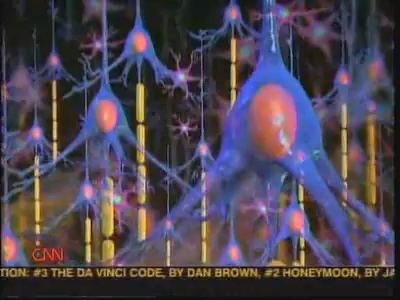 CNN
TION: #3 THE DA VINCI CODE, BY DAN BROWN, #2 HONEYMOON, BY JA